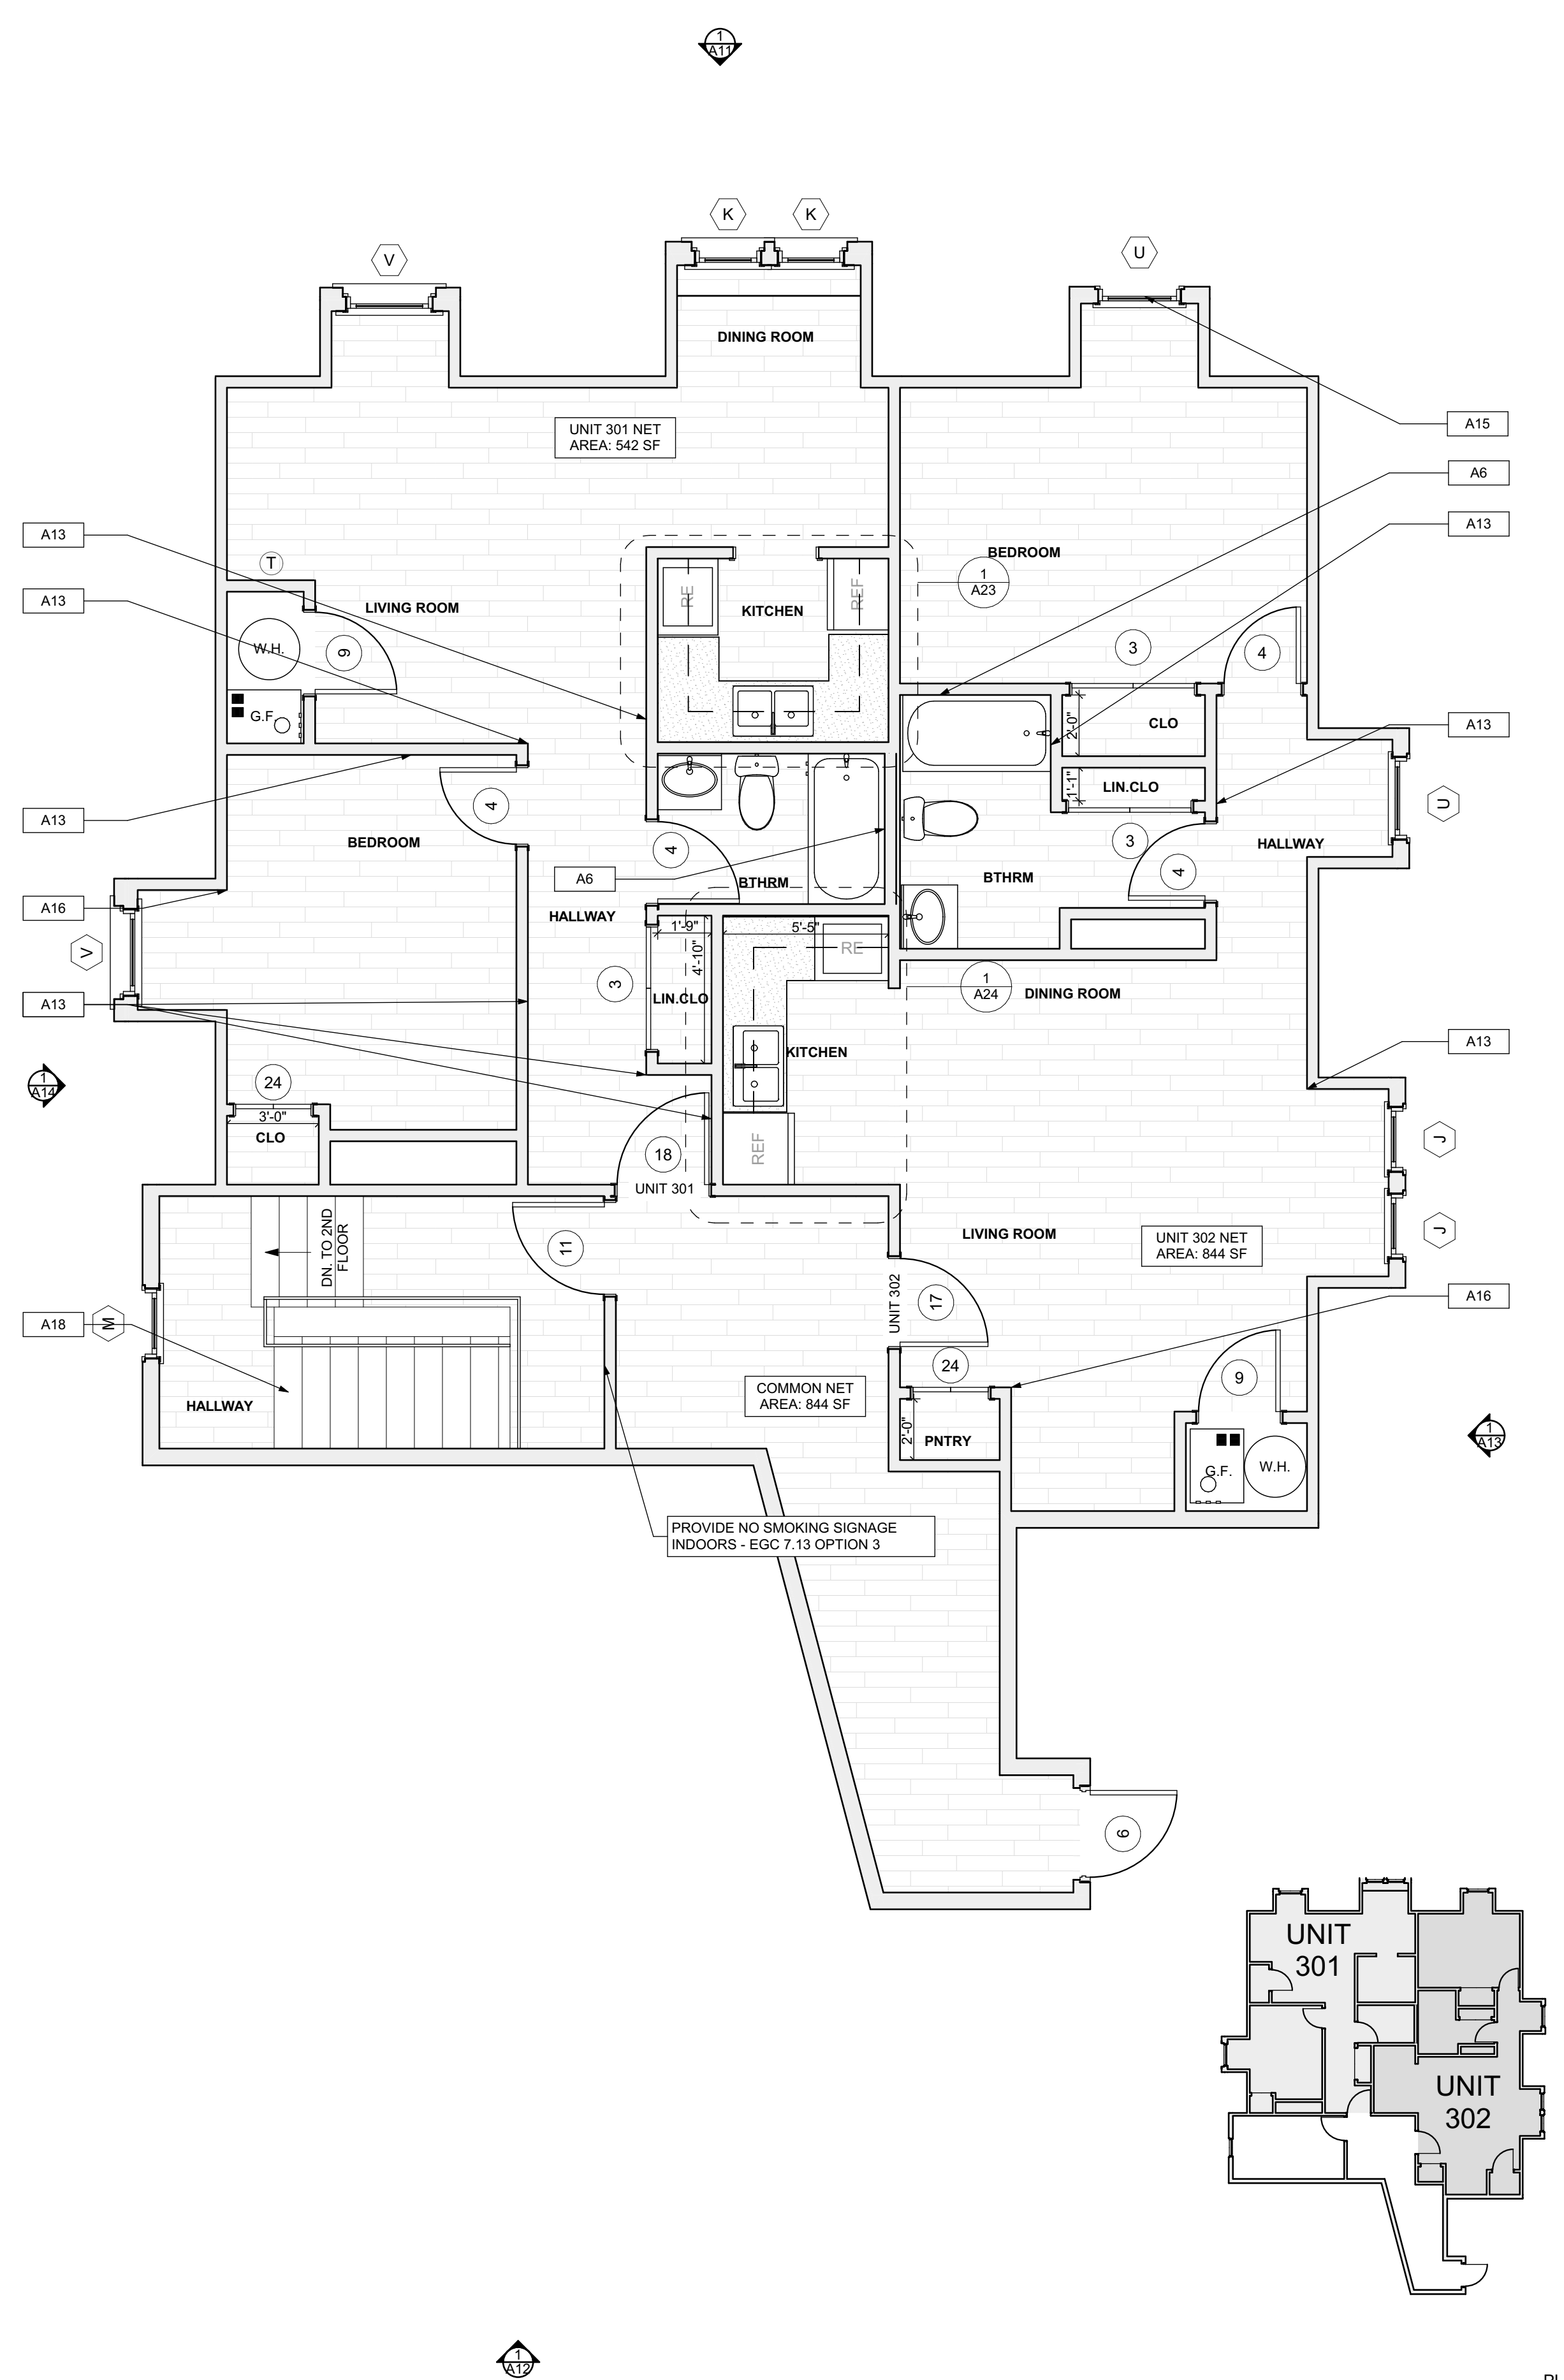 1
A11
K
K
V
U
DINING ROOM
UNIT 301 NET
AREA: 542 SF
A15
A6
A13
A13
BEDROOM
T
1
A23
A13
LIVING ROOM
RE
KITCHEN
REF
W.H.
9
3
4
G.F.
2'-0"
CLO
A13
1'-1"
LIN.CLO
U
4
A13
BEDROOM
4
3
HALLWAY
4
A6
BTHRM
BTHRM
A16
HALLWAY
1'-9"
5'-5"
V
4'-10"
RE
3
LIN.CLO
1
A24
DINING ROOM
A13
KITCHEN
A13
1
A14
24
3'-0"
CLO
REF
J
18
UNIT 301
DN. TO 2ND
FLOOR
11
LIVING ROOM
UNIT 302 NET
AREA: 844 SF
J
UNIT 302
17
A16
A18
M
24
9
COMMON NET
AREA: 844 SF
HALLWAY
2'-0"
PNTRY
1
A13
G.F.
W.H.
PROVIDE NO SMOKING SIGNAGE
INDOORS - EGC 7.13 OPTION 3
6
UNIT
301
UNIT
302
1
A12